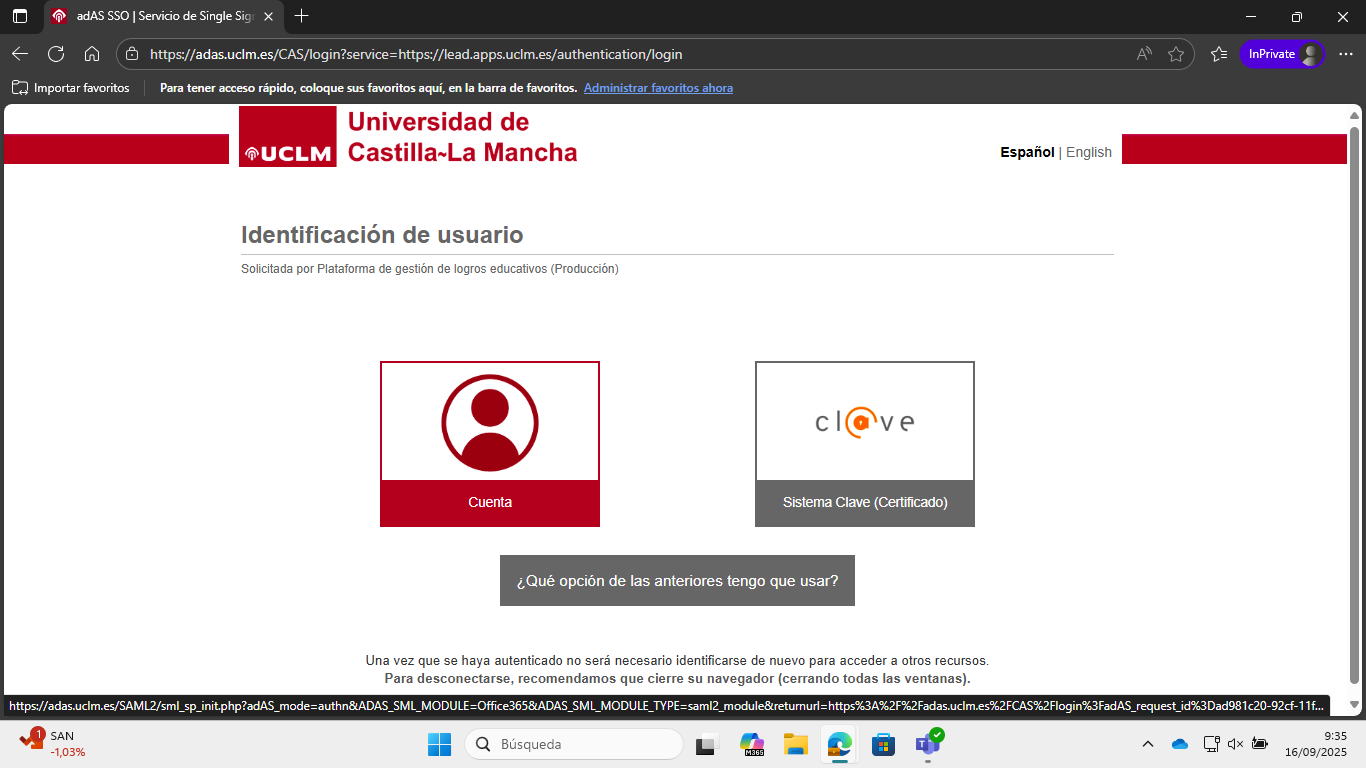 adAS SSO | Servicio de Single Sig
https://adas.uclm.es/CAS/login?service=https://lead.apps.uclm.es/authentication/login
InPrivate
Importar favoritos
Para tener acceso rápido, coloque sus favoritos aquí, en la barra de favoritos. Administrar favoritos ahora
UCLM
Universidad de
Castilla~La Mancha
Español | English
Identificación de usuario
Solicitada por Plataforma de gestión de logros educativos (Producción)
cl@ve
Cuenta
Sistema Clave (Certificado)
¿Qué opción de las anteriores tengo que usar?
Una vez que se haya autenticado no será necesario identificarse de nuevo para acceder a otros recursos.
Para desconectarse, recomendamos que cierre su navegador (cerrando todas las ventanas).
https://adas.uclm.es/SAML2/sml_sp_init.php?adAS_mode=authn&ADAS_SML_MODULE=Office365&ADAS_SML_MODULE_TYPE=saml2_module&returnurl=https%3A%2F%2Fadas.uclm.es%2FCAS%2Flogin%3FadAS_request_id%3Dad981c20-92cf-11f...
1
SAN
-1,03%
Búsqueda
M365
9:35
16/09/2025